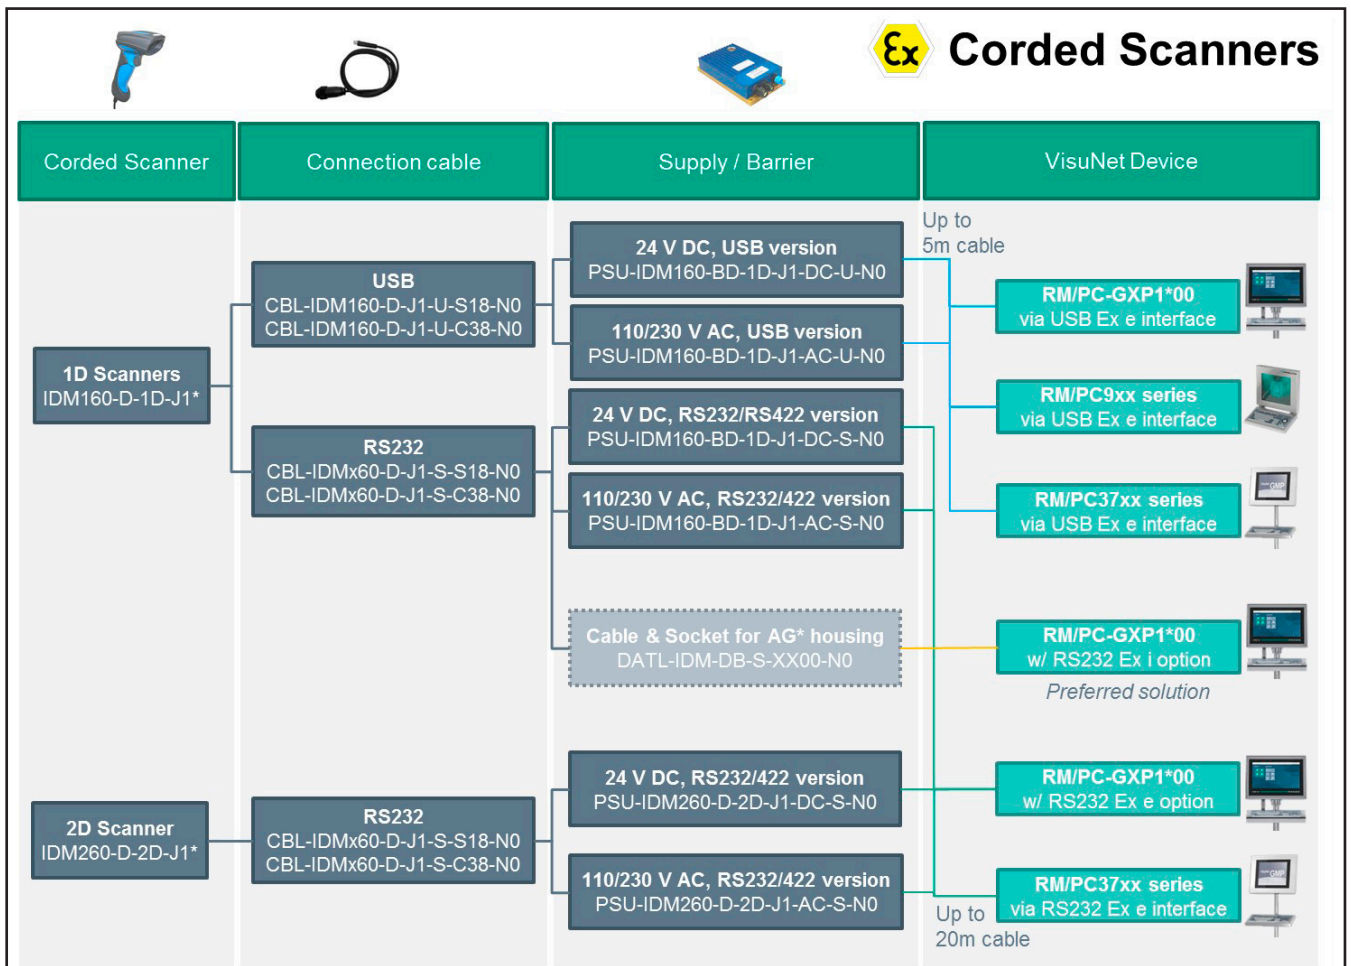 Ex Corded Scanners
Corded Scanner
Connection cable
Supply / Barrier
VisuNet Device
1D Scanners
IDM160-D-1D-J1*
2D Scanner
IDM260-D-2D-J1*
USB
CBL-IDM160-D-J1-U-S18-N0
CBL-IDM160-D-J1-U-C38-N0
RS232
CBL-IDMx60-D-J1-S-S18-N0
CBL-IDMx60-D-J1-S-C38-N0
RS232
CBL-IDMx60-D-J1-S-S18-N0
CBL-IDMx60-D-J1-S-C38-N0
24 V DC, USB version
PSU-IDM160-BD-1D-J1-DC-U-N0
110/230 V AC, USB version
PSU-IDM160-BD-1D-J1-AC-U-N0
24 V DC, RS232/RS422 version
PSU-IDM160-BD-1D-J1-DC-S-N0
110/230 V AC, RS232/422 version
PSU-IDM160-BD-1D-J1-AC-S-N0
Cable & Socket for AG* housing
DATL-IDM-DB-S-XX00-N0
24 V DC, RS232/422 version
PSU-IDM260-D-2D-J1-DC-S-N0
110/230 V AC, RS232/422 version
PSU-IDM260-D-2D-J1-AC-S-N0
Up to
5m cable
RM/PC-GXP1*00
via USB Ex e interface
RM/PC9xx series
via USB Ex e interface
RM/PC37xx series
via USB Ex e interface
GMP
RM/PC-GXP1*00
w/ RS232 Ex i option
Preferred solution
RM/PC-GXP1*00
w/ RS232 Ex e option
RM/PC37xx series
via RS232 Ex e interface
GMP
Up to
20m cable